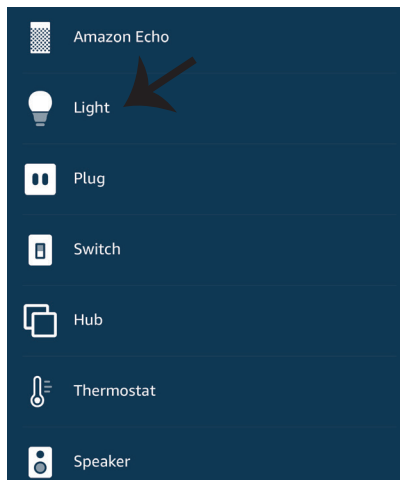 Amazon Echo
Light
Plug
Switch
Hub
Thermostat
Speaker